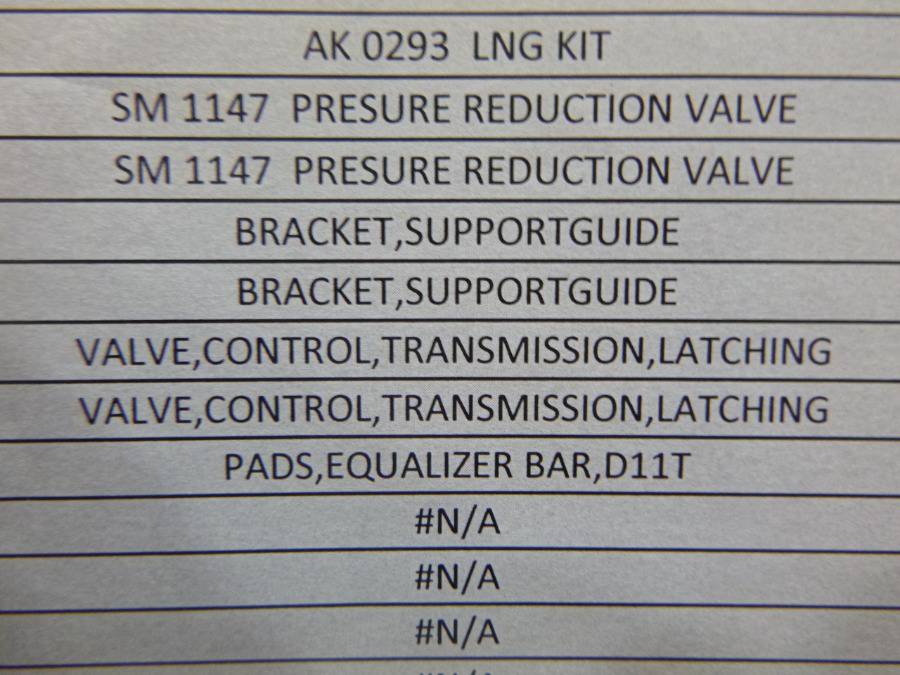 AK 0293 LNG KIT
SM 1147 PRESURE REDUCTION VALVE
SM 1147 PRESURE REDUCTION VALVE
BRACKET,SUPPORTGUIDE
BRACKET,SUPPORTGUIDE
VALVE,CONTROL,TRANSMISSION,LATCHING
VALVE,CONTROL,TRANSMISSION,LATCHING
PADS,EQUALIZER BAR,D11T
#N/A
#N/A
#N/A